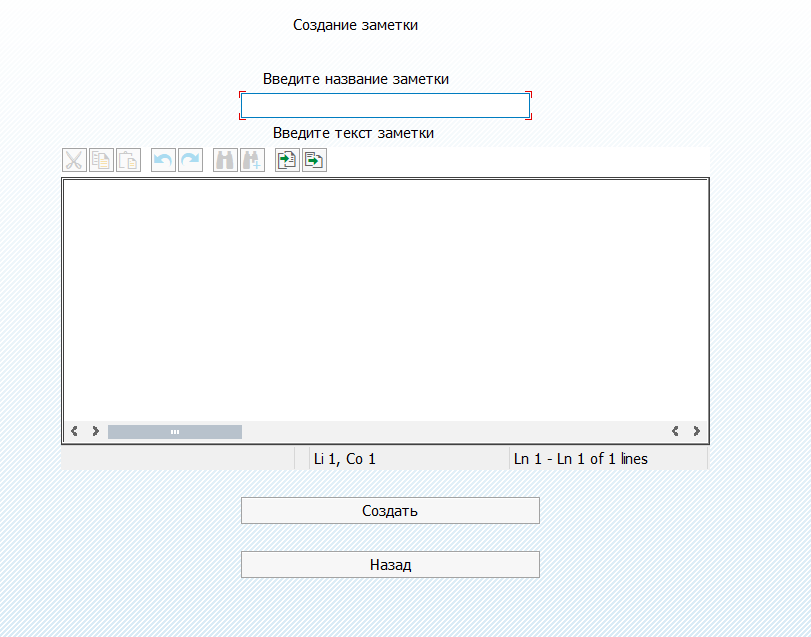 Создание заметки
Введите название заметки
Введите текст заметки
Li 1, Co 1 Ln 1 - Ln 1 of 1 lines
Создать
Назад